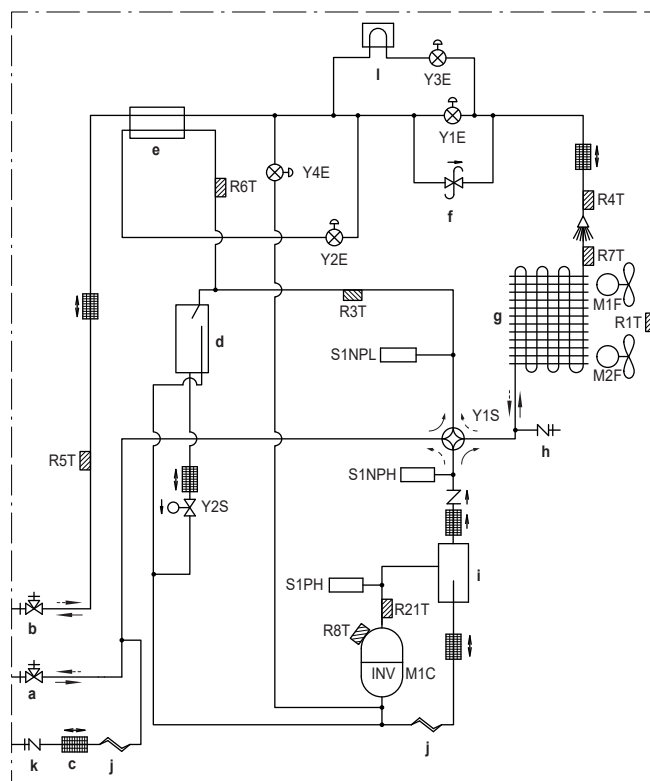 l
Y3E
e
Y1E
Y4E
R6T
f
R4T
Y2E
R7T
M1F
g
R1T
R3T
d
S1NPL
M2F
Y1S
h
R5T
S1NPH
Y2S
i
S1PH
R21T
b
R8T
INV
M1C
a
j
k
c
j